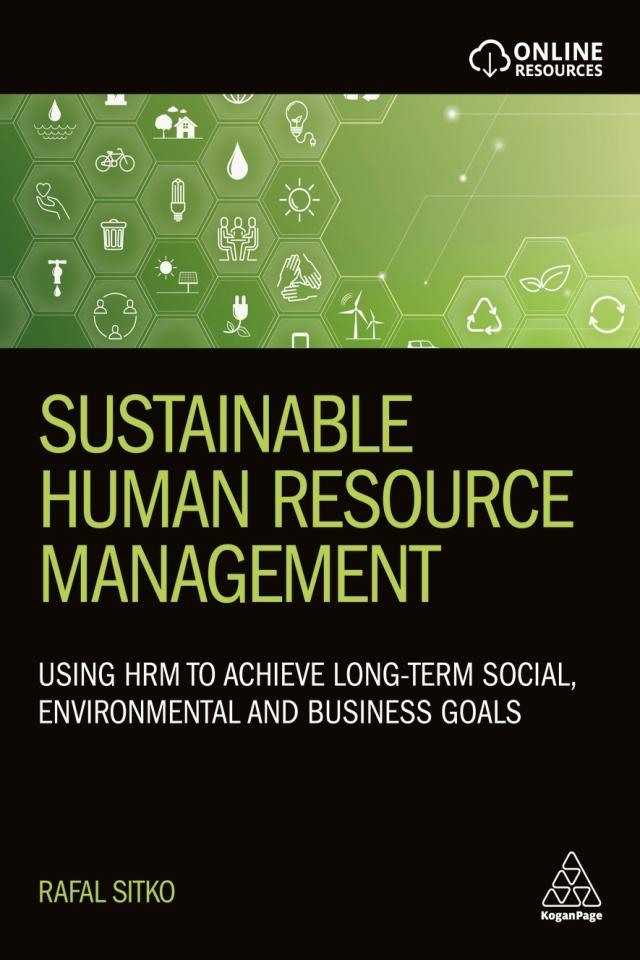 ONLINE
RESOURCES
SUSTAINABLE
HUMAN RESOURCE
MANAGEMENT
USING HRM TO ACHIEVE LONG-TERM SOCIAL,
ENVIRONMENTAL AND BUSINESS GOALS
RAFAL SITKO
KoganPage